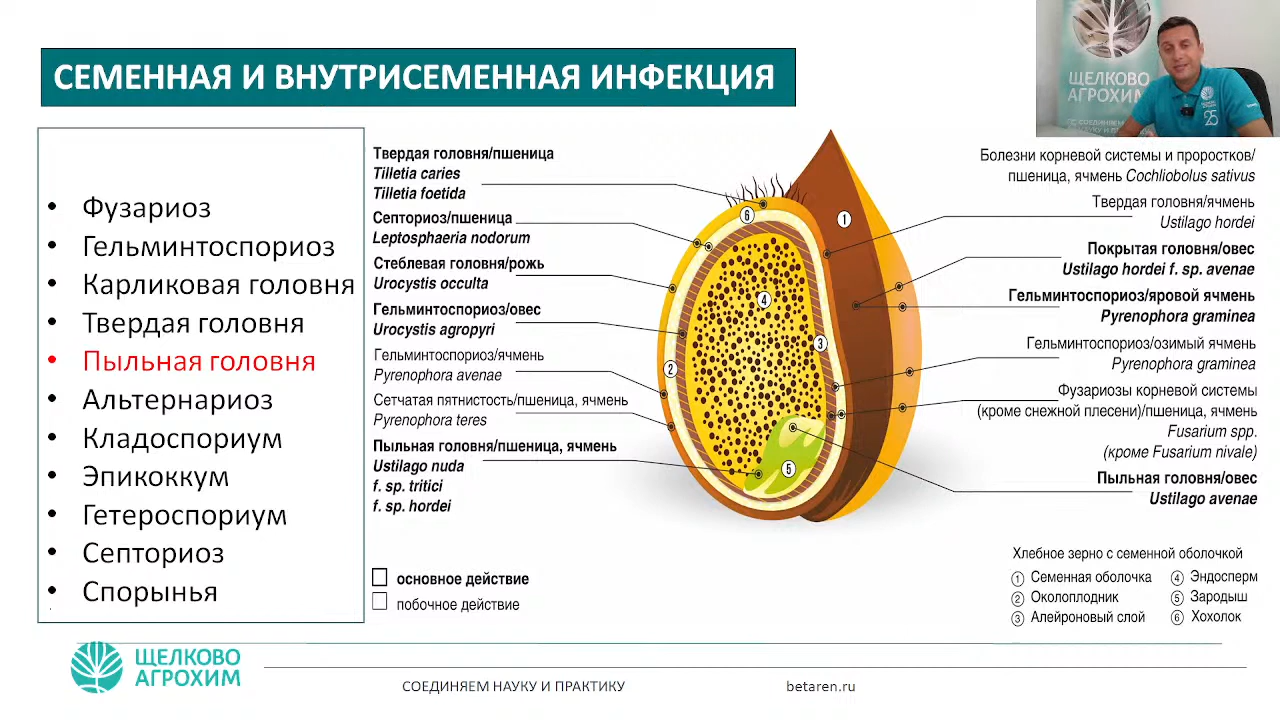 СЕМЕННАЯ И ВНУТРИСЕМЕННАЯ ИНФЕКЦИЯ
ЩЕЛКОВО
АГРОХИМ
25
• Фузариоз
• Гельминтоспориоз
• Карликовая головня
• Твердая головня
• Пыльная головня
• Альтернариоз
• Кладоспориум
• Эпикоккум
• Гетероспориум
• Септориоз
• Спорынья
Твердая головня/пшеница
Tilletia caries
Tilletia foetida
Септориоз/пшеница
Leptosphaeria nodorum
Стеблевая головня/рожь
Urocystis occulta
Гельминтоспориоз/овес
Urocystis agropyri
Гельминтоспориоз/ячмень
Pyrenophora avenae
Сетчатая пятнистость/пшеница, ячмень
Pyrenophora teres
Пыльная головня/пшеница, ячмень
Ustilago nuda
f. sp. tritici
f. sp. hordei
основное действие
побочное действие
1
6
4
3
2
5
Болезни корневой системы и проростков/
пшеница, ячмень Cochliobolus sativus
Твердая головня/ячмень
Ustilago hordei
Покрытая головня/овес
Ustilago hordei f. sp. avenae
Гельминтоспориоз/яровой ячмень
Pyrenophora graminea
Гельминтоспориоз/озимый ячмень
Pyrenophora graminea
Фузариозы корневой системы
(кроме снежной плесени)/пшеница, ячмень
Fusarium spp.
(кроме Fusarium nivale)
Пыльная головня/овес
Ustilago avenae
Хлебное зерно с семенной оболочкой
1 Семенная оболочка
2 Околоплодник
3 Алейроновый слой
4 Эндосперм
5 Зародыш
6 Хохолок
ЩЕЛКОВО
АГРОХИМ
СОЕДИНЯЕМ НАУКУ И ПРАКТИКУ
betaren.ru